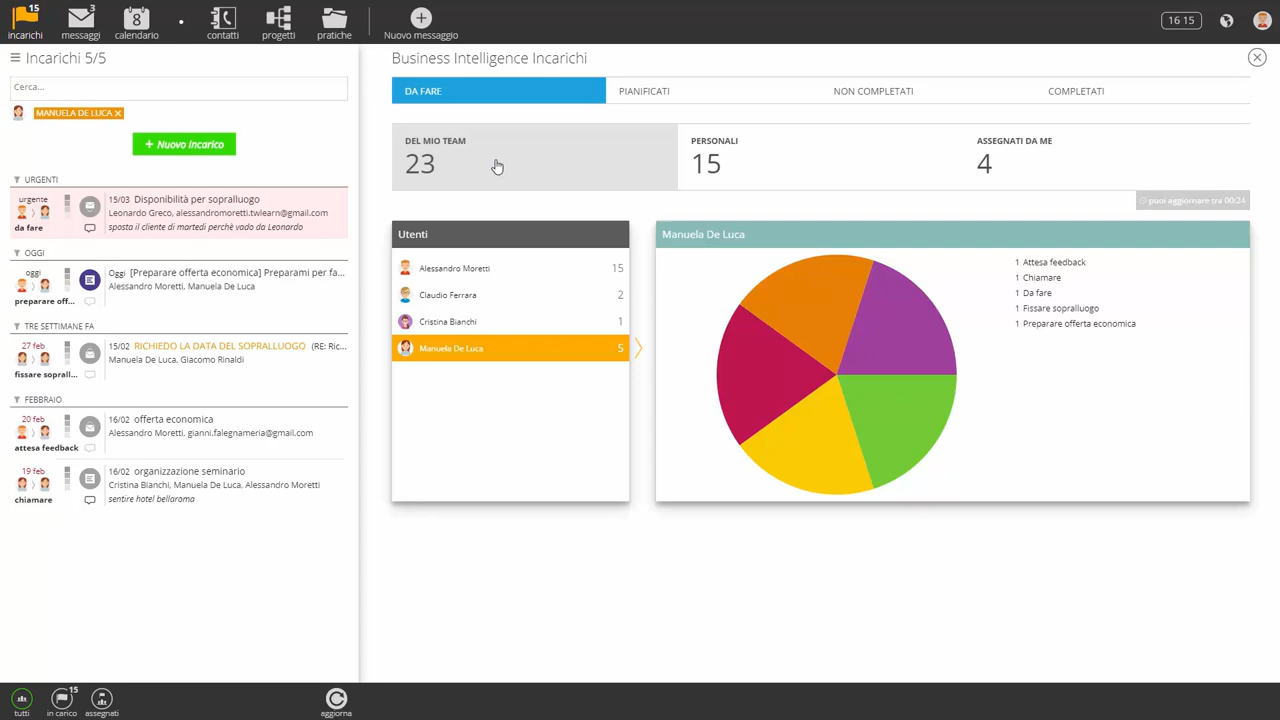 15
incarichi
3
messaggi
8
calendario
contatti
progetti
pratiche
Nuovo messaggio
16 15
Incarichi 5/5
Cerca...
MANUELA DE LUCA ×
+ Nuovo Incarico
URGENTI
urgente
da fare
15/03 Disponibilità per sopralluogo
Leonardo Greco, alessandromoretti.twlearn@gmail.com
sposta il cliente di martedi perchè vado da Leonardo
OGGI
oggi
preparare off...
Oggi [Preparare offerta economica] Preparami per fa...
Alessandro Moretti, Manuela De Luca
TRE SETTIMANE FA
27 feb
fissare soprall...
15/02 RICHIEDO LA DATA DEL SOPRALLUOGO (RE: Ric...
Manuela De Luca, Giacomo Rinaldi
FEBBRAIO
20 feb
attesa feedback
16/02 offerta economica
Alessandro Moretti, gianni.falegnameria@gmail.com
19 feb
chiamare
16/02 organizzazione seminario
Cristina Bianchi, Manuela De Luca, Alessandro Moretti
sentire hotel bellaroma
Business Intelligence Incarichi
DA FARE PIANIFICATI NON COMPLETATI COMPLETATI
DEL MIO TEAM
23
PERSONALI
15
ASSEGNATI DA ME
4
puoi aggiornare tra 00:24
Utenti
Alessandro Moretti 15
Claudio Ferrara 2
Cristina Bianchi 1
Manuela De Luca 5
Manuela De Luca
1 Attesa feedback
1 Chiamare
1 Da fare
1 Fissare sopralluogo
1 Preparare offerta economica
tutti
15
in carico
assegnati
aggiorna